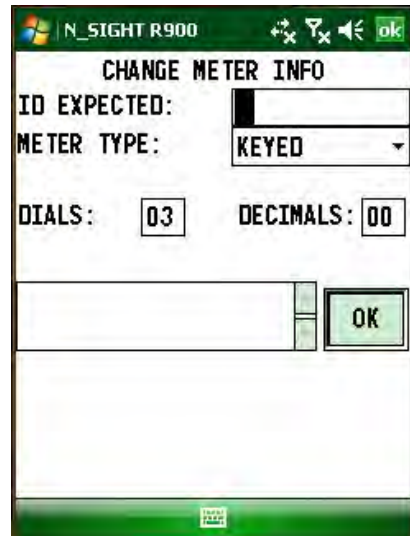 N_SIGHT R900 ok
CHANGE METER INFO
ID EXPECTED:
METER TYPE: KEYED
DIALS: 03 DECIMALS: 00
OK